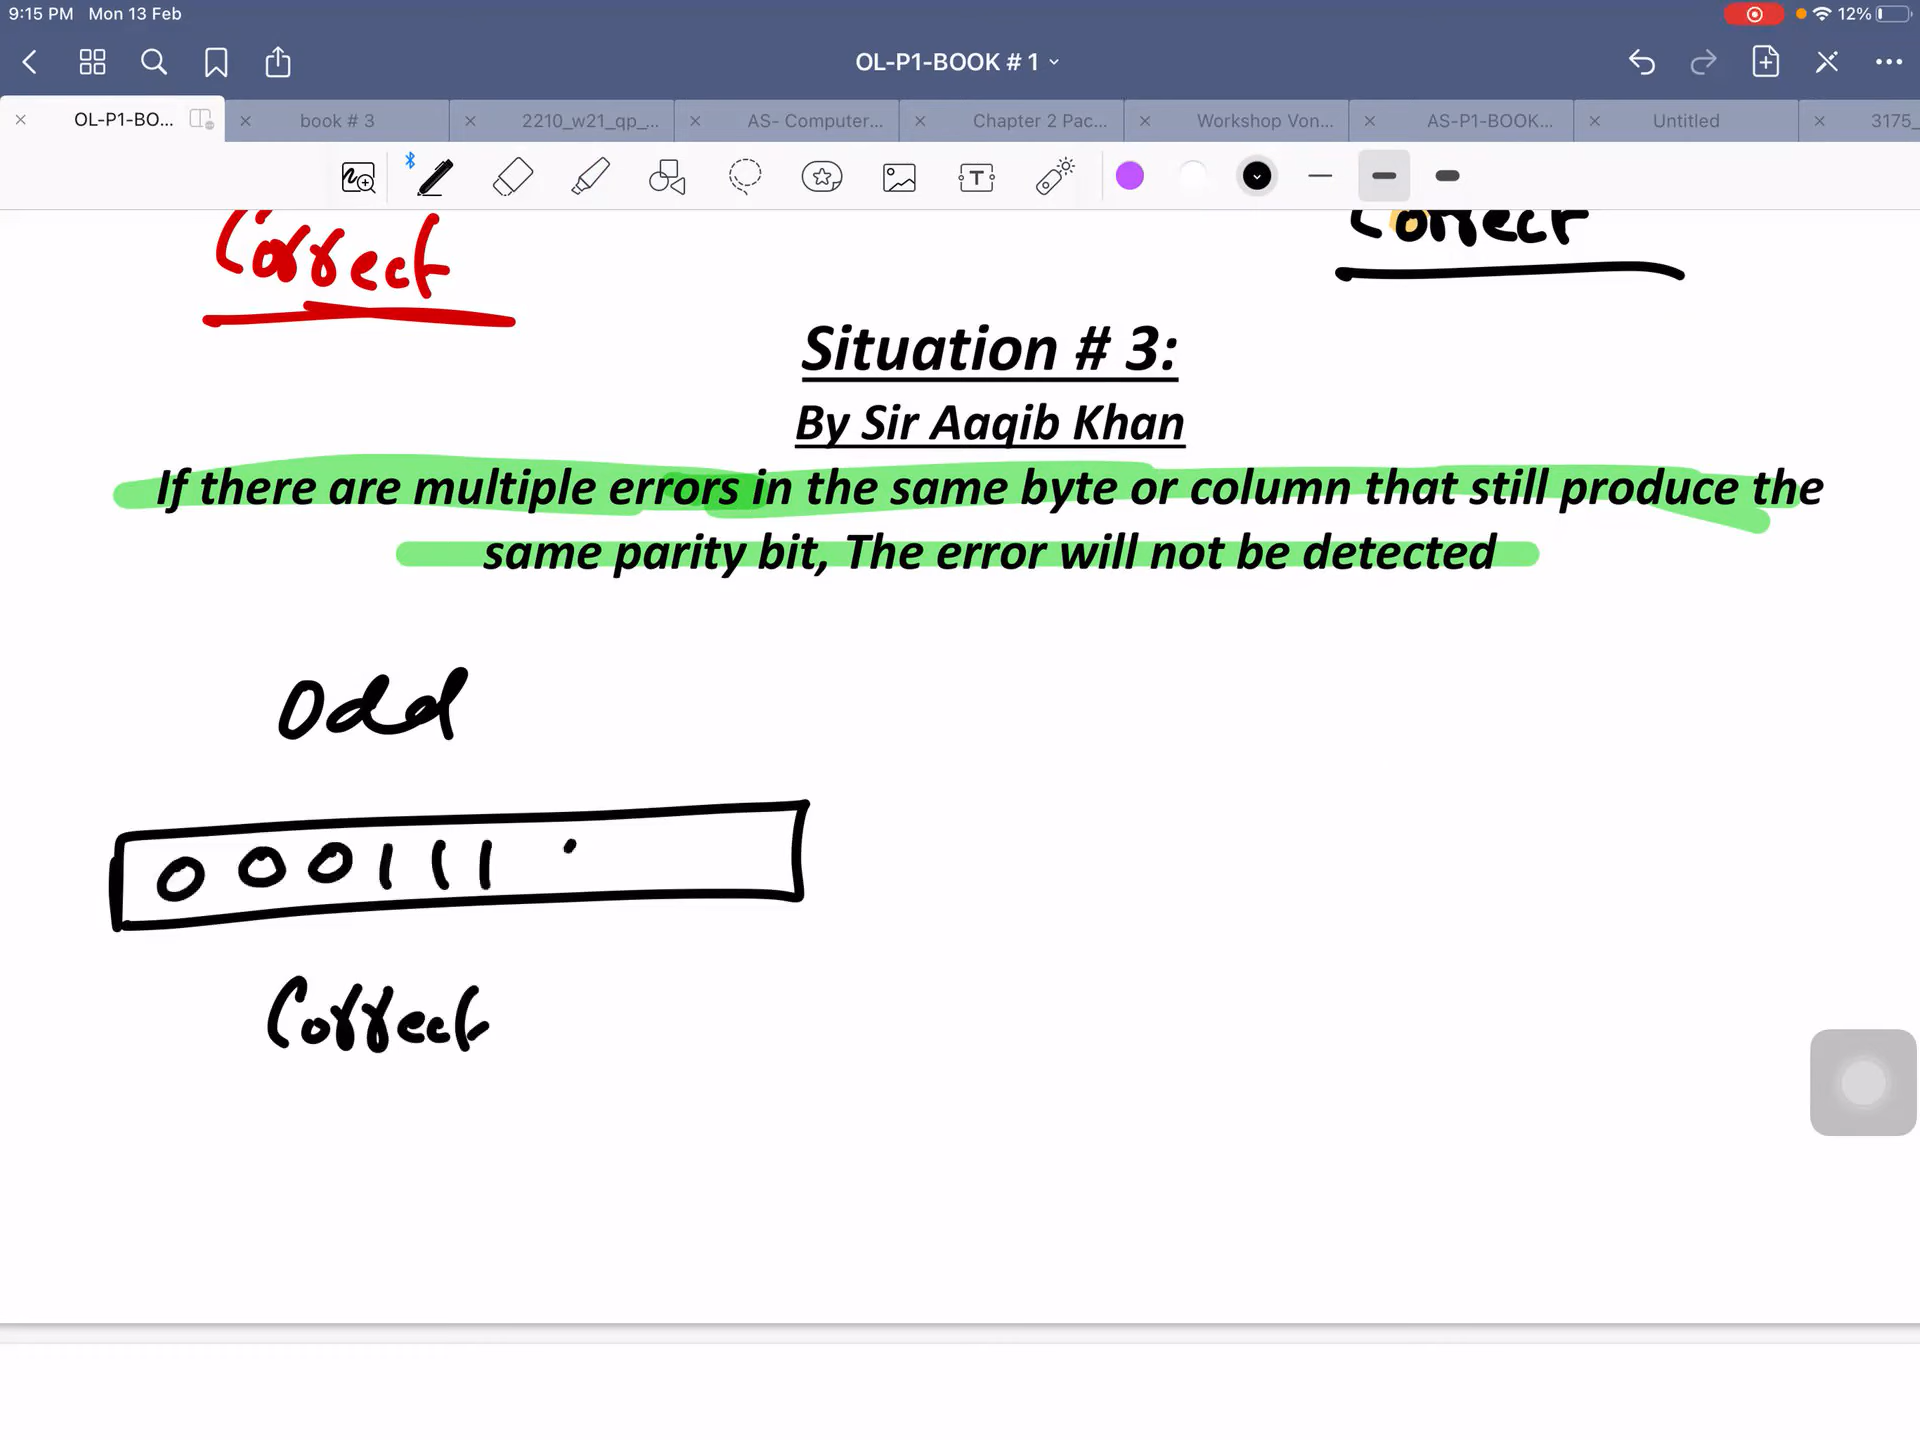 9:15 PM Mon 13 Feb
12%
OL-P1-BOOK # 1
OL-P1-BO...
book # 3
2210_w21_qp_...
AS- Computer...
Chapter 2 Pac...
Workshop Von...
AS-P1-BOOK...
Untitled
3175_
Correct
Correct
Situation # 3:
By Sir Aaqib Khan
If there are multiple errors in the same byte or column that still produce the
same parity bit, The error will not be detected
Odd
0 0 0 1 1 1
Correct